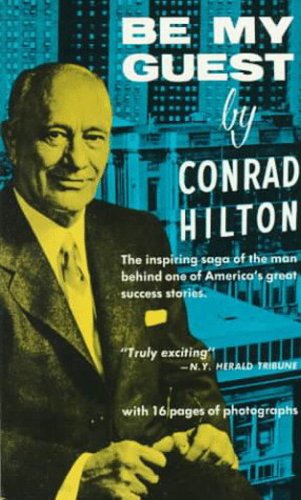 BE MY
GUEST
by
CONRAD
HILTON
The inspiring saga of the man
behind one of America's great
success stories.
"Truly exciting"
—N.Y. HERALD TRIBUNE
with 16 pages of photographs